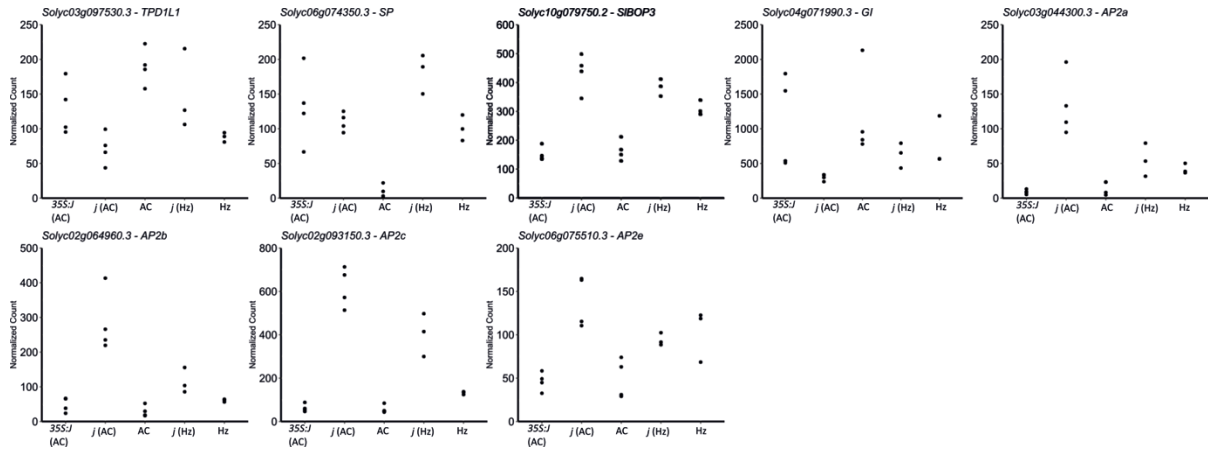 Solyc03g097530.3 - TPD1L1
Normalized Count
250
200
150
100
50
0
35S:J (AC)
j (AC)
AC
j (Hz)
Hz
Solyc06g074350.3 - SP
Normalized Count
250
200
150
100
50
0
35S:J (AC)
j (AC)
AC
j (Hz)
Hz
Solyc10g079750.2 - SlBOP3
Normalized Count
600
500
400
300
200
100
0
35S:J (AC)
j (AC)
AC
j (Hz)
Hz
Solyc04g071990.3 - GI
Normalized Count
2500
2000
1500
1000
500
0
35S:J (AC)
j (AC)
AC
j (Hz)
Hz
Solyc03g044300.3 - AP2a
Normalized Count
250
200
150
100
50
0
35S:J (AC)
j (AC)
AC
j (Hz)
Hz
Solyc02g064960.3 - AP2b
Normalized Count
500
400
300
200
100
0
35S:J (AC)
j (AC)
AC
j (Hz)
Hz
Solyc02g093150.3 - AP2c
Normalized Count
800
600
400
200
0
35S:J (AC)
j (AC)
AC
j (Hz)
Hz
Solyc06g075510.3 - AP2e
Normalized Count
200
150
100
50
0
35S:J (AC)
j (AC)
AC
j (Hz)
Hz